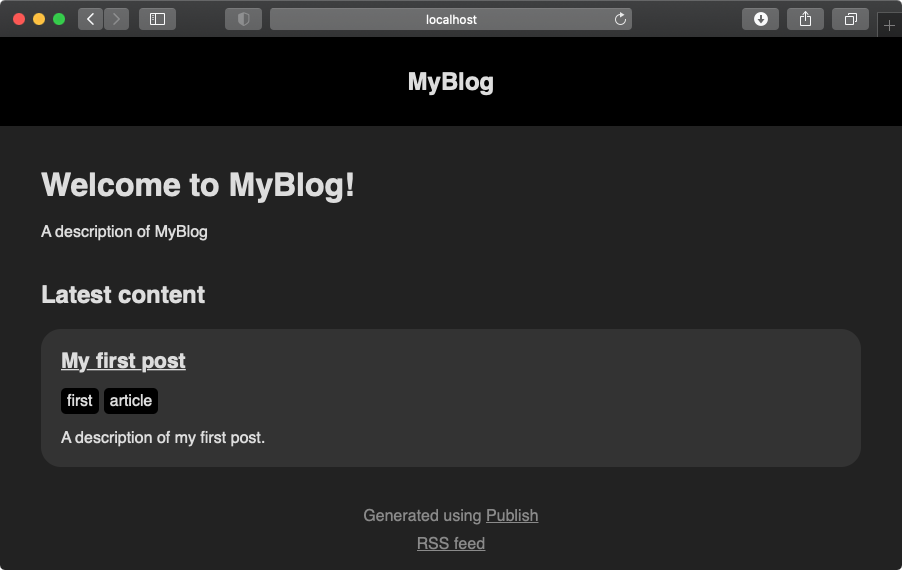 localhost
MyBlog
Welcome to MyBlog!
A description of MyBlog
Latest content
My first post
first article
A description of my first post.
Generated using Publish
RSS feed